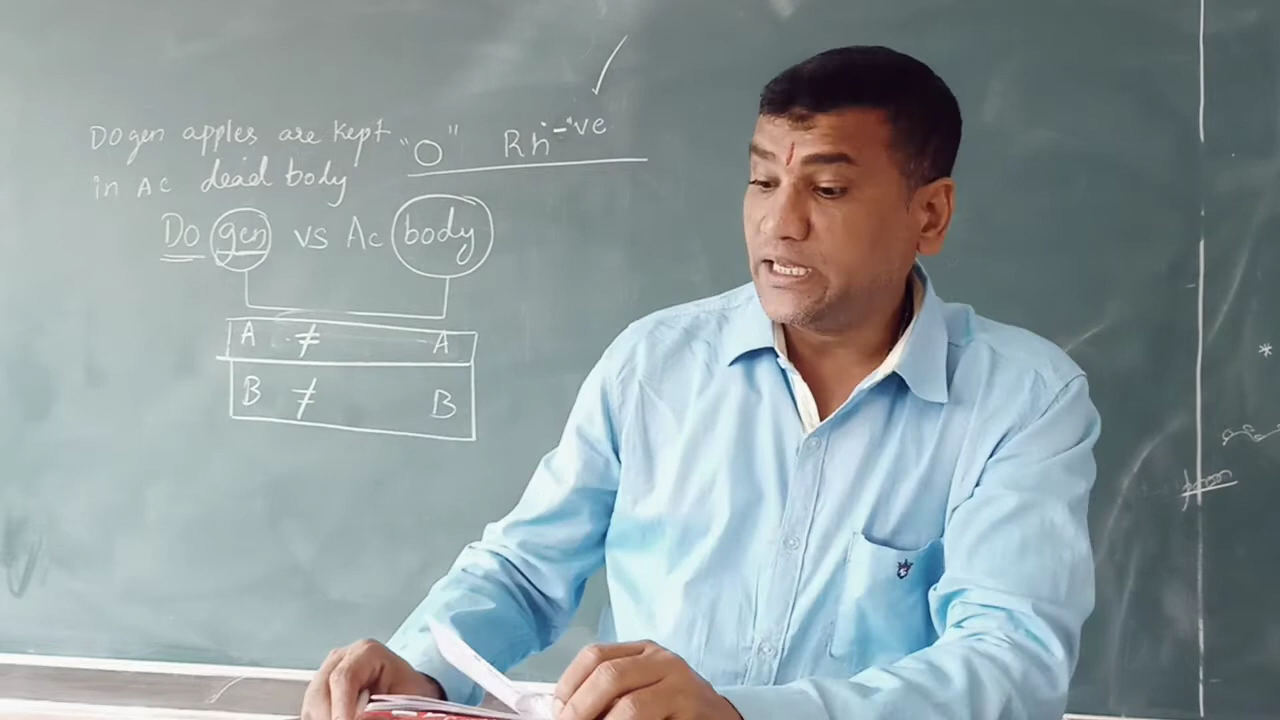 Dogen apples are kept
in Ac dead body
"O" Rh -"ve
Do gen vs Ac body
A ≠ A
B ≠ B
*